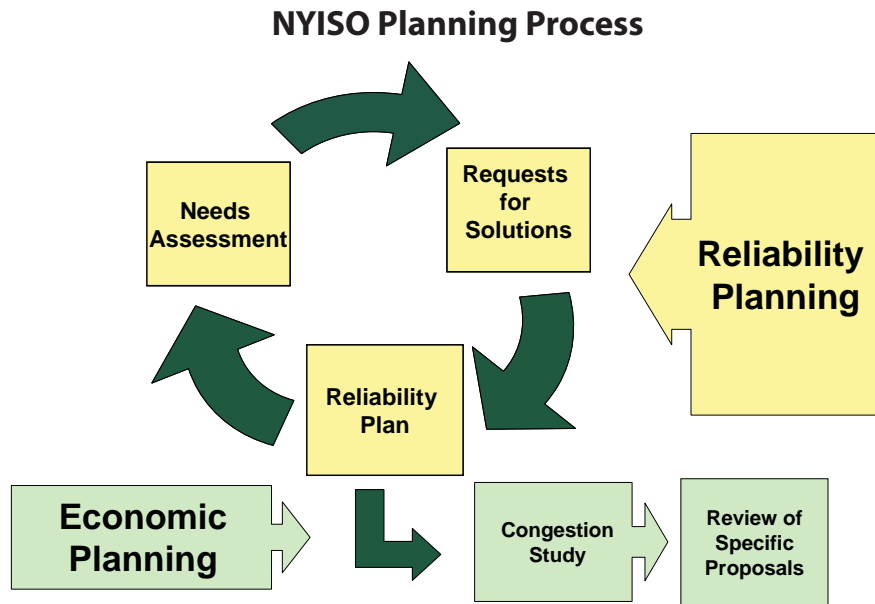 NYISO Planning Process
Needs
Assessment
Requests
for
Solutions
Reliability
Planning
Reliability
Plan
Economic
Planning
Congestion
Study
Review of
Specific
Proposals